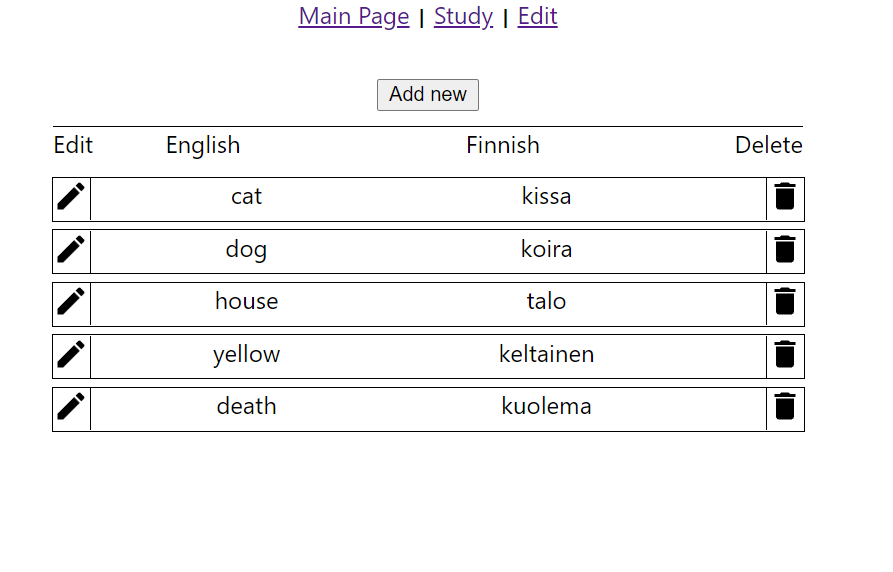 Main Page | Study | Edit
Add new
Edit English Finnish Delete
cat kissa
dog koira
house talo
yellow keltainen
death kuolema